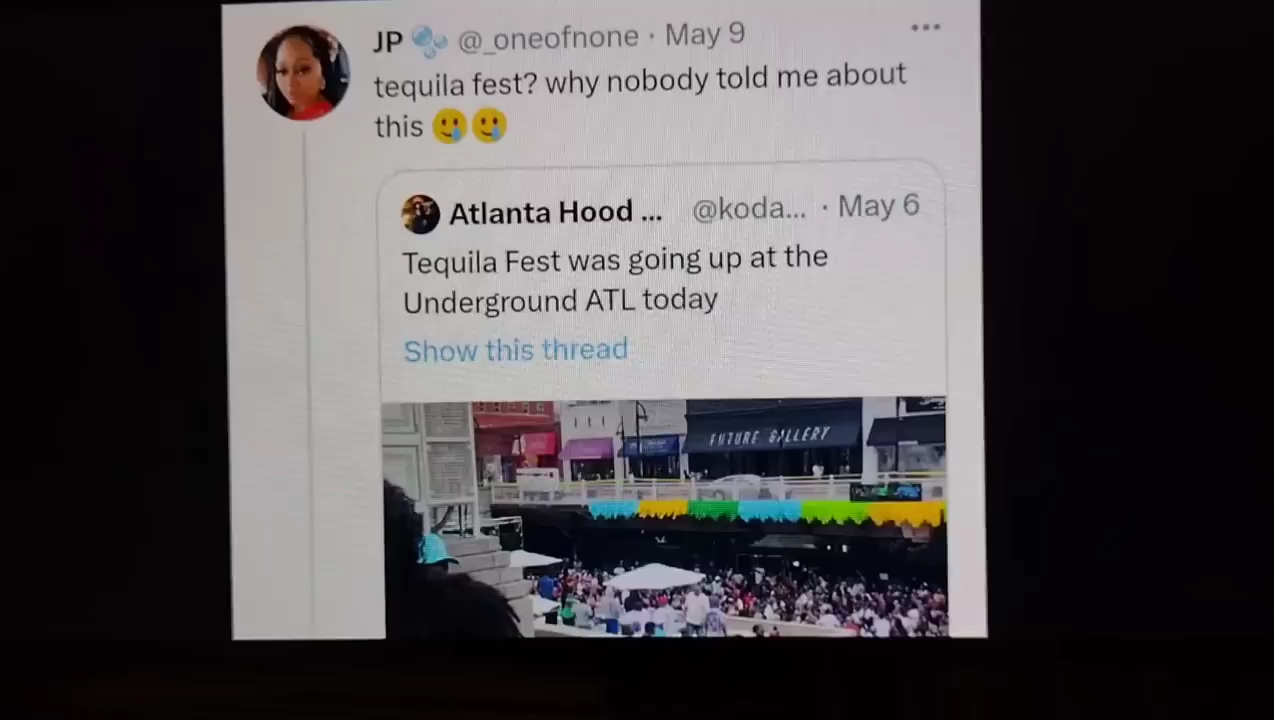 JP 🫧 @_oneofnone · May 9
tequila fest? why nobody told me about
this 🥲🥲
Atlanta Hood ... @koda... · May 6
Tequila Fest was going up at the
Underground ATL today
Show this thread
FUTURE GALLERY